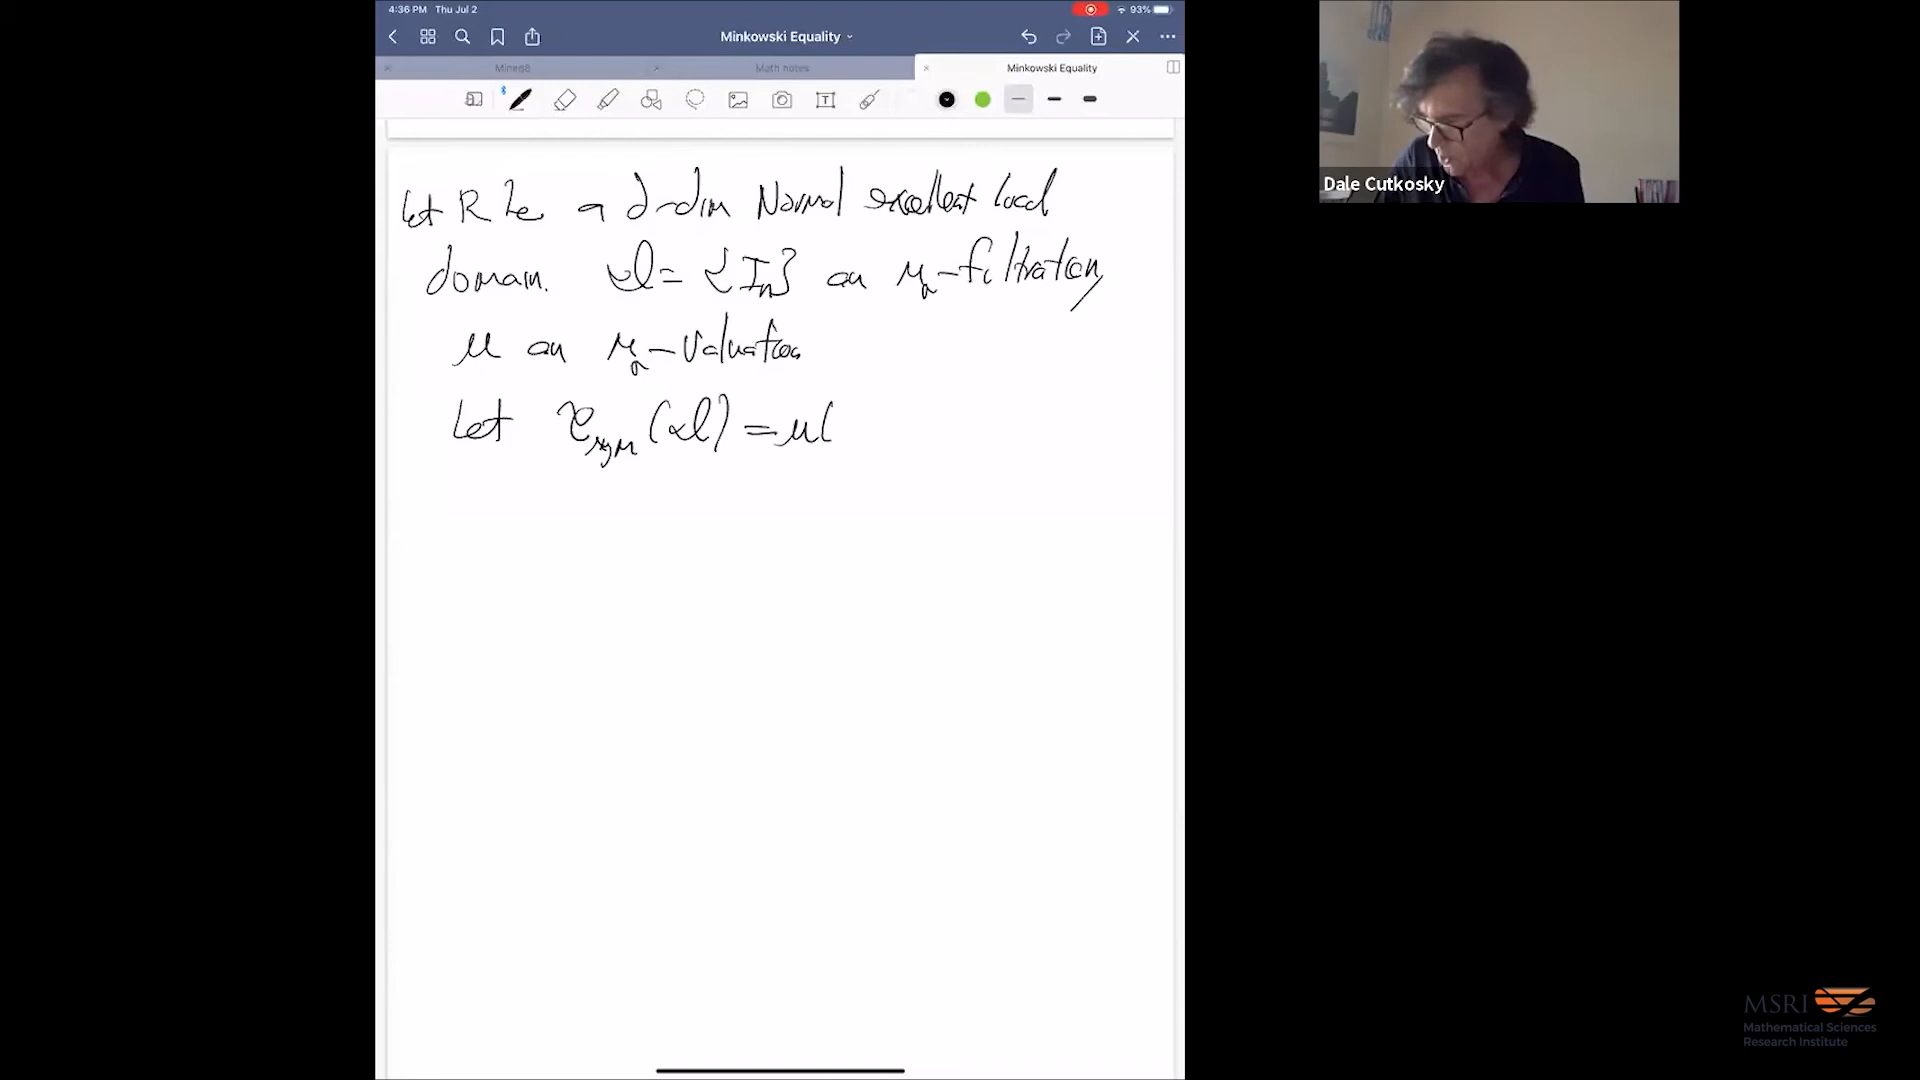 4:36 PM Thu Jul 2
93%
Minkowski Equality
Mine68
Math notes
Minkowski Equality
Let R be a d-dim Normal excellent local
domain. 𝓘 = {Iₙ} an m_R-filtration,
μ an m_R-valuation
Let (𝓘) = μ(
Dale Cutkosky
MSRI
Mathematical Sciences
Research Institute